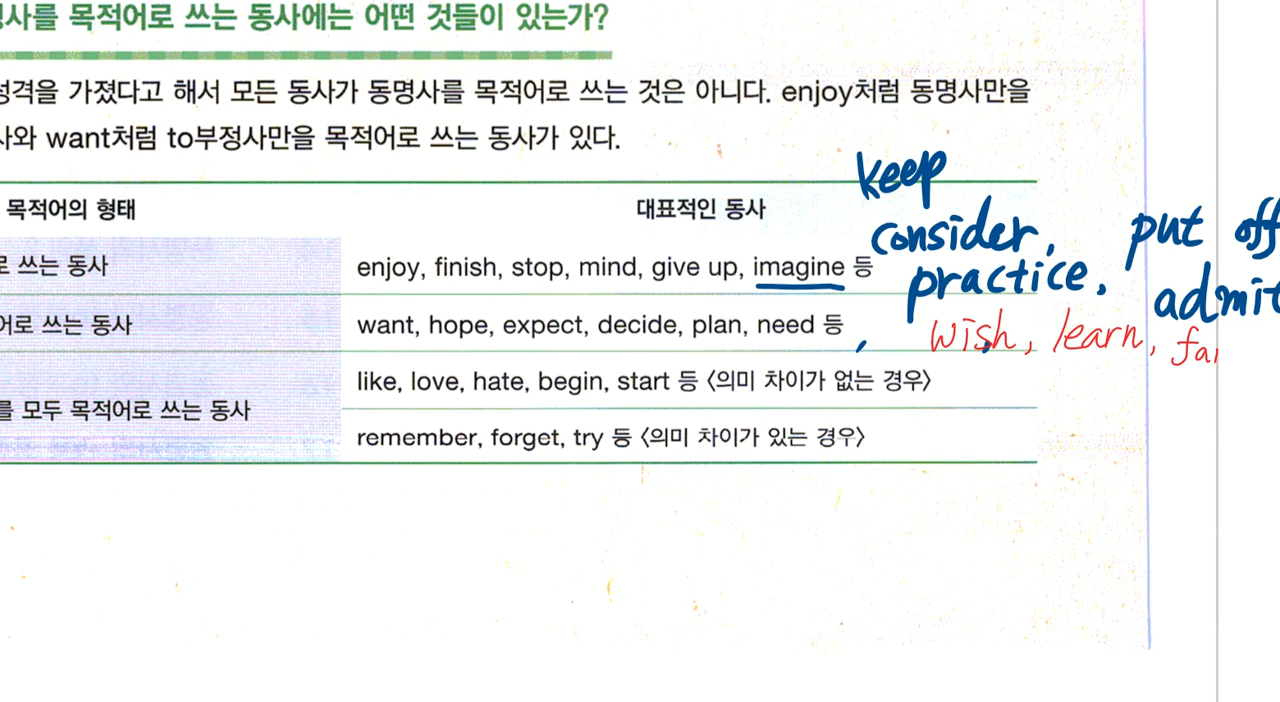 정사를 목적어로 쓰는 동사에는 어떤 것들이 있는가?
성격을 가졌다고 해서 모든 동사가 동명사를 목적어로 쓰는 것은 아니다. enjoy처럼 동명사만을
사와 want처럼 to부정사만을 목적어로 쓰는 동사가 있다.
keep
목적어의 형태 대표적인 동사
consider, put off
로 쓰는 동사 enjoy, finish, stop, mind, give up, imagine 등
practice, admit
어로 쓰는 동사 want, hope, expect, decide, plan, need 등
, wish, learn, fai
like, love, hate, begin, start 등 〈의미 차이가 없는 경우〉
를 모두 목적어로 쓰는 동사
remember, forget, try 등 〈의미 차이가 있는 경우〉